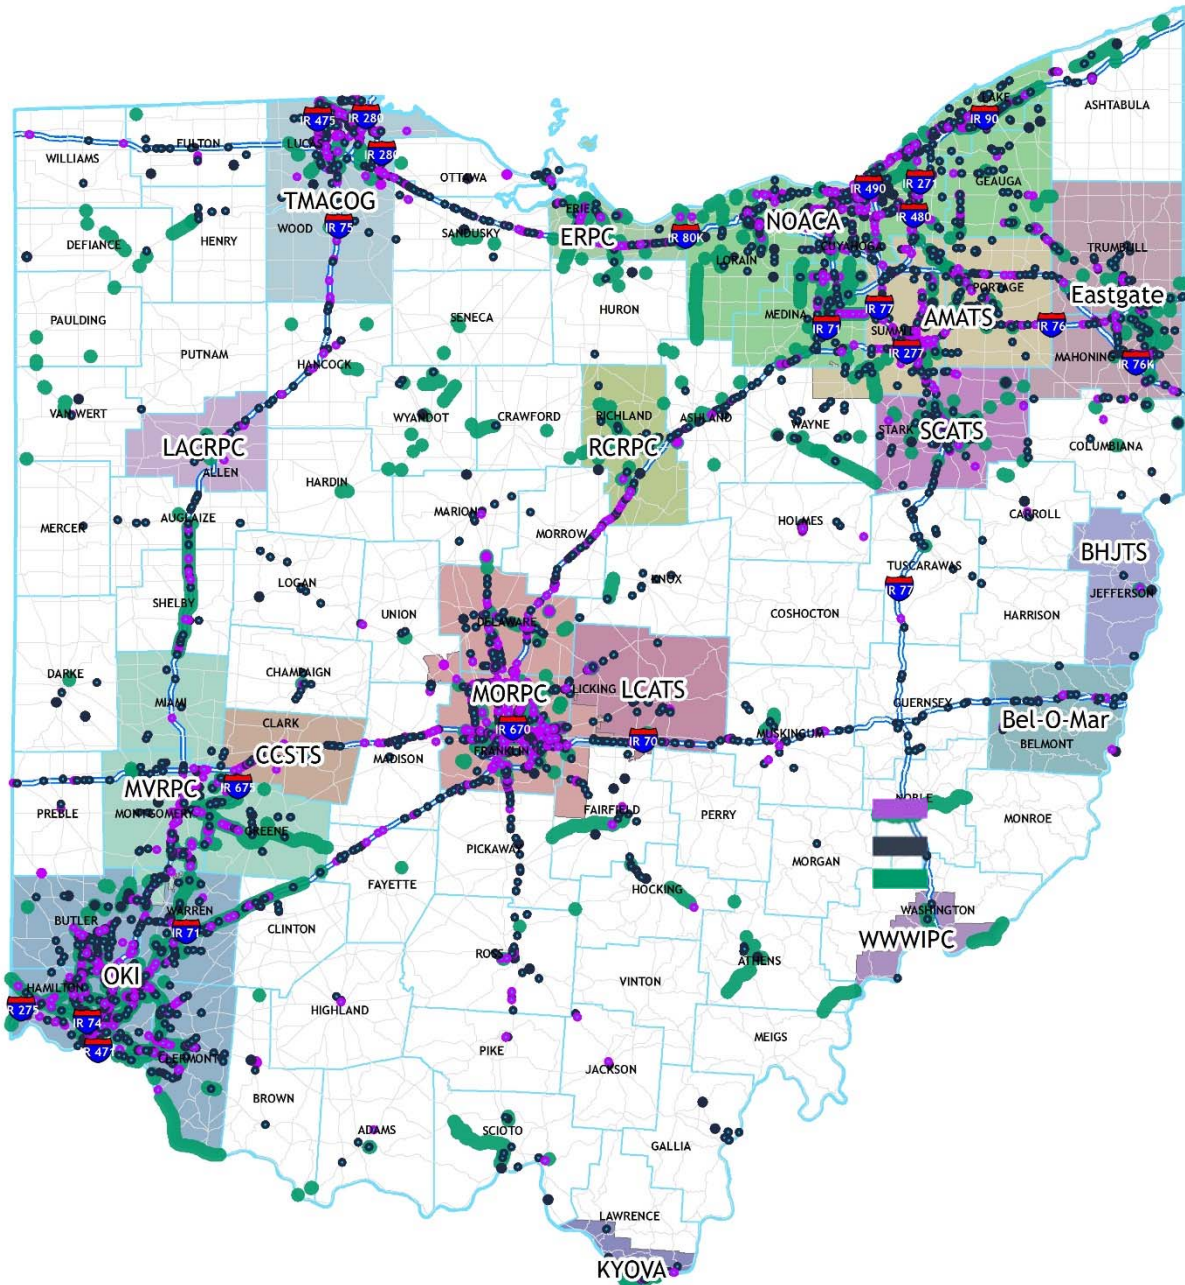 LAKE
IR 90
ASHTABULA
IR 475
IR 280
FULTON
LUCAS
IR 280
WILLIAMS
OTTAWA
IR 490
IR 271
GEAUGA
TMACOG
ERIE
NOACA
IR 480
DEFIANCE
HENRY
WOOD
IR 75
SANDUSKY
ERPC
IR 80K
CUYAHOGA
TRUMBULL
LORAIN
PORTAGE
Eastgate
PAULDING
SENECA
HURON
MEDINA
IR 77
AMATS
IR 71
SUMMIT
IR 76
PUTNAM
IR 277
MAHONING
IR 76K
HANCOCK
VAN WERT
WYANDOT
CRAWFORD
RICHLAND
ASHLAND
WAYNE
STARK
SCATS
COLUMBIANA
LACRPC
RCRPC
ALLEN
HARDIN
MERCER
AUGLAIZE
MARION
MORROW
HOLMES
CARROLL
BHJTS
LOGAN
KNOX
TUSCARAWAS
JEFFERSON
SHELBY
UNION
DELAWARE
COSHOCTON
IR 77
HARRISON
DARKE
CHAMPAIGN
MIAMI
MORPC
LICKING
LCATS
GUERNSEY
CLARK
IR 670
Bel-O-Mar
CCSTS
FRANKLIN
IR 70
MUSKINGUM
BELMONT
MADISON
MVRPC
IR 675
PREBLE
MONTGOMERY
GREENE
FAIRFIELD
PERRY
NOBLE
MONROE
PICKAWAY
MORGAN
FAYETTE
HOCKING
BUTLER
WARREN
WASHINGTON
IR 71
CLINTON
WWWIPC
ROSS
ATHENS
OKI
HAMILTON
VINTON
IR 275
IR 74
HIGHLAND
MEIGS
IR 471
CLERMONT
PIKE
JACKSON
BROWN
ADAMS
SCIOTO
GALLIA
LAWRENCE
KYOVA